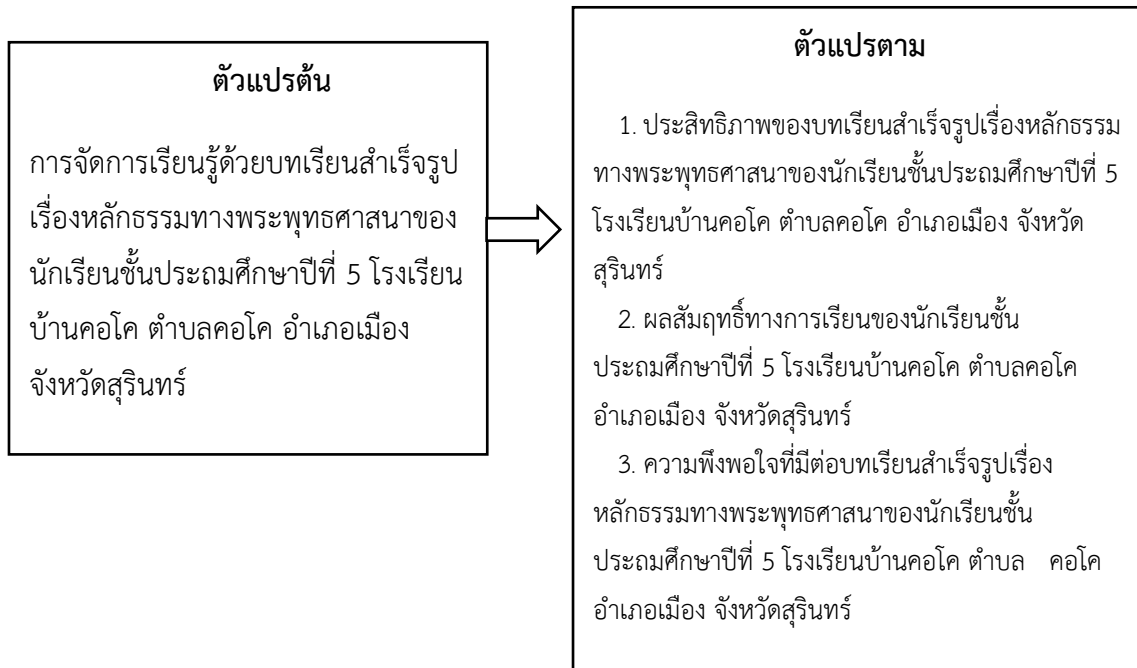 ตัวแปรต้น
การจัดการเรียนรู้ด้วยบทเรียนสำเร็จรูป
เรื่องหลักธรรมทางพระพุทธศาสนาของ
นักเรียนชั้นประถมศึกษาปีที่ 5 โรงเรียน
บ้านคอโค ตำบลคอโค อำเภอเมือง
จังหวัดสุรินทร์
ตัวแปรตาม
1. ประสิทธิภาพของบทเรียนสำเร็จรูปเรื่องหลักธรรม
ทางพระพุทธศาสนาของนักเรียนชั้นประถมศึกษาปีที่ 5
โรงเรียนบ้านคอโค ตำบลคอโค อำเภอเมือง จังหวัด
สุรินทร์
2. ผลสัมฤทธิ์ทางการเรียนของนักเรียนชั้น
ประถมศึกษาปีที่ 5 โรงเรียนบ้านคอโค ตำบลคอโค
อำเภอเมือง จังหวัดสุรินทร์
3. ความพึงพอใจที่มีต่อบทเรียนสำเร็จรูปเรื่อง
หลักธรรมทางพระพุทธศาสนาของนักเรียนชั้น
ประถมศึกษาปีที่ 5 โรงเรียนบ้านคอโค ตำบล คอโค
อำเภอเมือง จังหวัดสุรินทร์